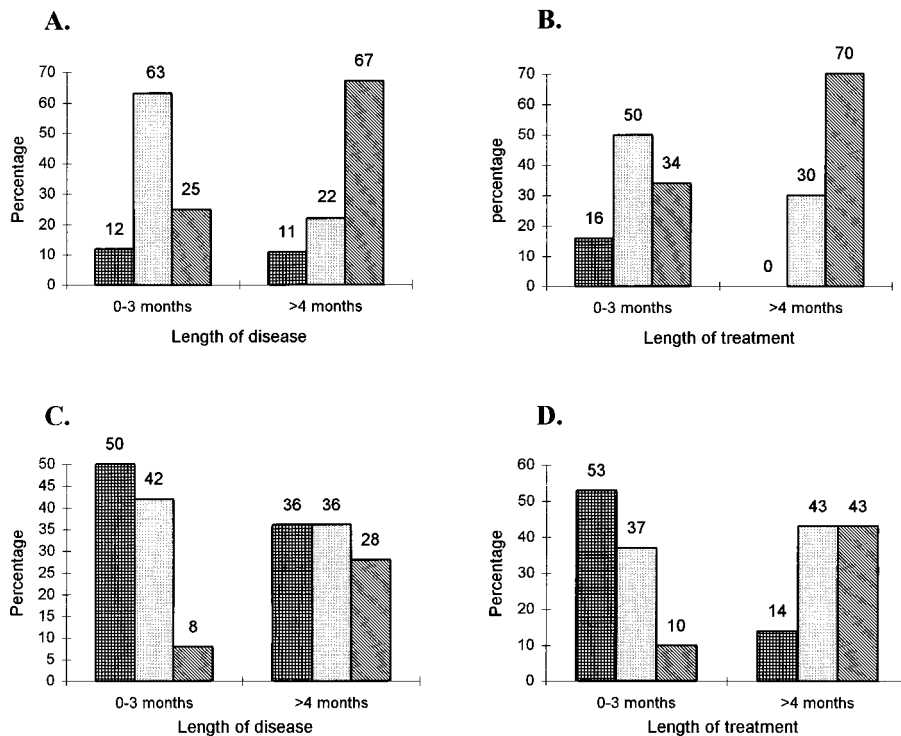 A.
70
60
50
40
30
20
10
0
Percentage
12
63
25
11
22
67
0-3 months
>4 months
Length of disease
B.
70
60
50
40
30
20
10
0
percentage
16
50
34
0
30
70
0-3 months
>4 months
Length of treatment
C.
50
45
40
35
30
25
20
15
10
5
0
Percentage
50
42
8
36
36
28
0-3 months
>4 months
Length of disease
D.
60
50
40
30
20
10
0
Percentage
53
37
10
14
43
43
0-3 months
>4 months
Length of treatment